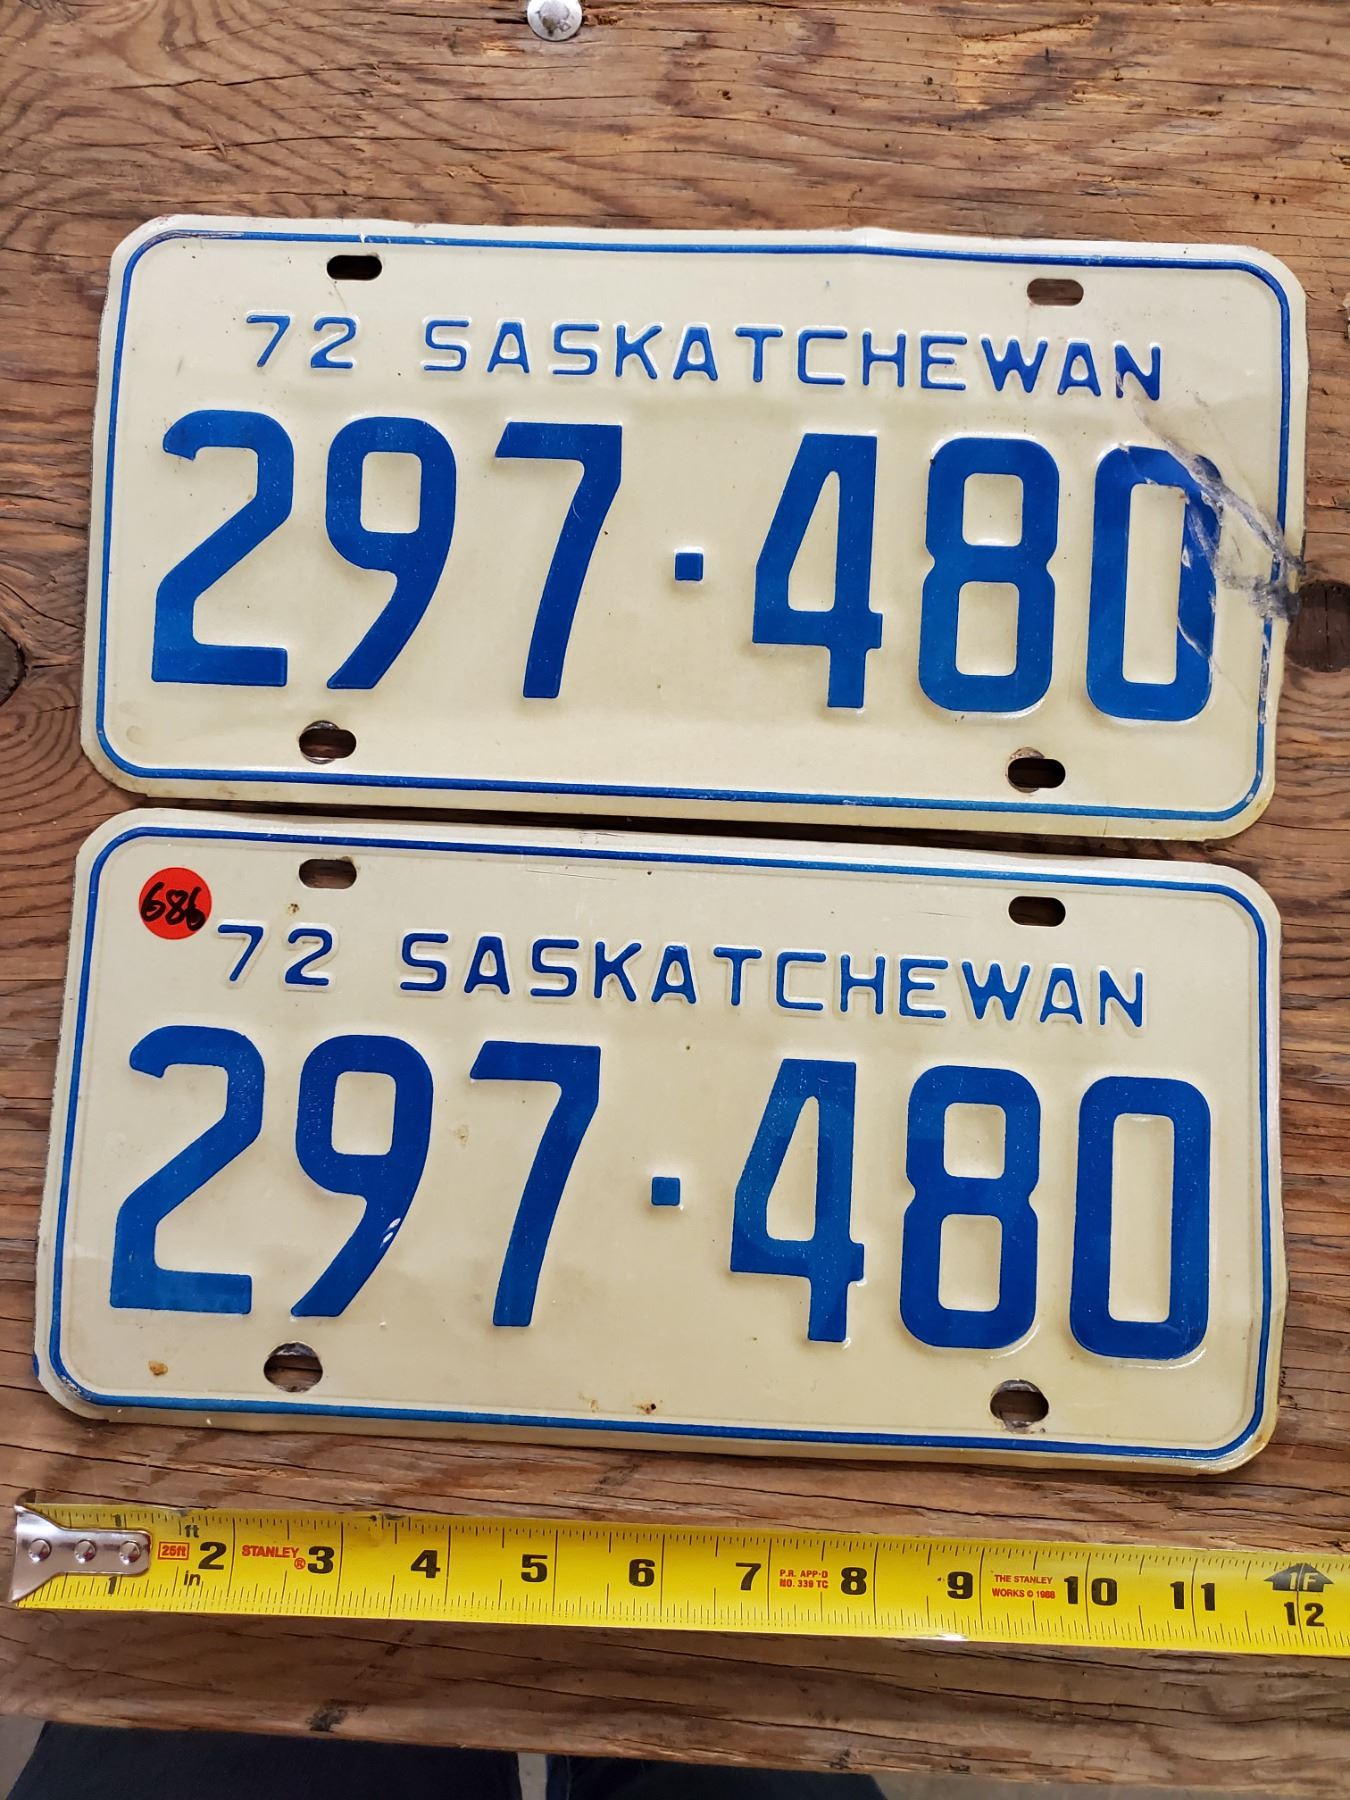 72 SASKATCHEWAN
297·480
686
72 SASKATCHEWAN
297·480
1 ft 2 STANLEY® 3 4 5 6 7 P.R. APP·D 8 9 THE STANLEY 10 11 1F
25ft in NO. 339 TC WORKS © 1988 12
1